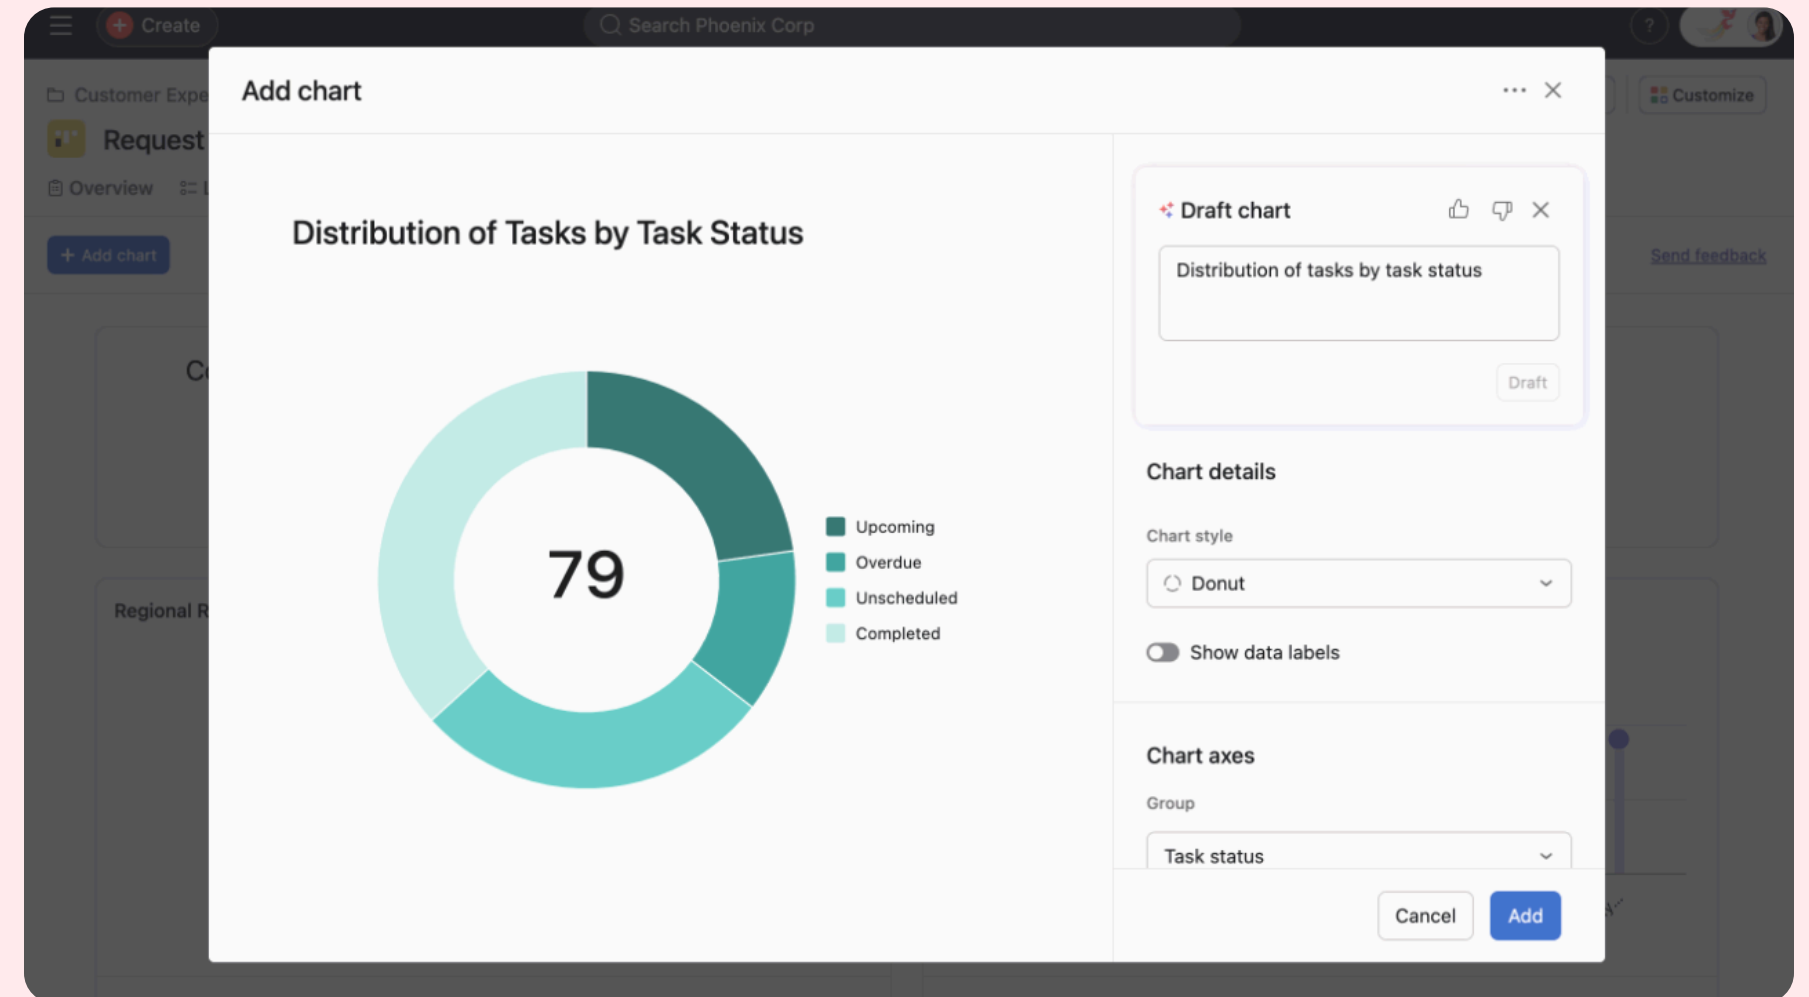 Create
Search Phoenix Corp
?
Customer Expe
Customize
Request
Overview
+ Add chart
Send feedback
Regional R
Add chart
Distribution of Tasks by Task Status
79
Upcoming
Overdue
Unscheduled
Completed
Draft chart
Distribution of tasks by task status
Draft
Chart details
Chart style
Donut
Show data labels
Chart axes
Group
Task status
Cancel
Add